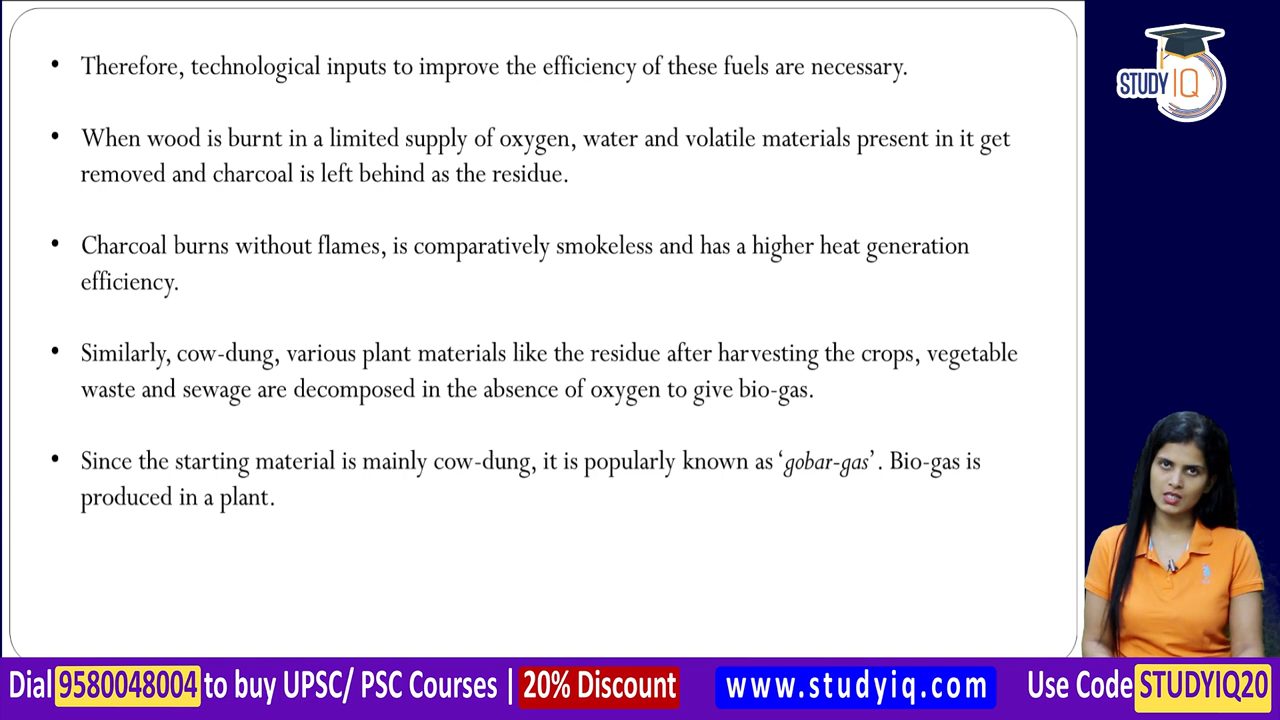 • Therefore, technological inputs to improve the efficiency of these fuels are necessary.
• When wood is burnt in a limited supply of oxygen, water and volatile materials present in it get
removed and charcoal is left behind as the residue.
• Charcoal burns without flames, is comparatively smokeless and has a higher heat generation
efficiency.
• Similarly, cow-dung, various plant materials like the residue after harvesting the crops, vegetable
waste and sewage are decomposed in the absence of oxygen to give bio-gas.
• Since the starting material is mainly cow-dung, it is popularly known as ‘gobar-gas’. Bio-gas is
produced in a plant.
STUDY IQ
Dial 9580048004 to buy UPSC/ PSC Courses | 20% Discount www.studyiq.com Use Code STUDYIQ20